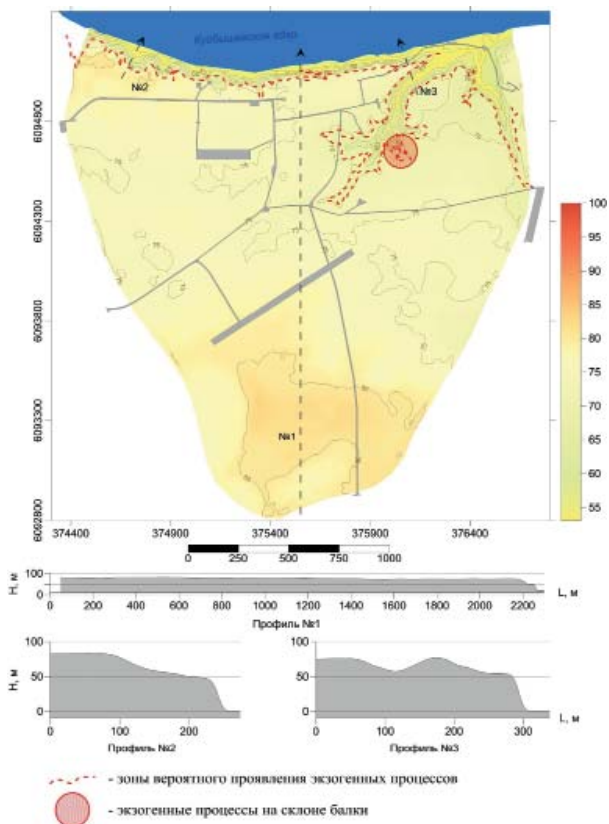 Куйбышевское вдхр.
№2
№3
6094800
6094300
6093800
6093300
6092800
№1
100
95
90
85
80
75
70
65
60
55
374400 374900 375400 375900 376400
0 250 500 750 1000
Н, м
100
0
0 200 400 600 800 1000 1200 1400 1600 1800 2000 2200 L, м
Профиль №1
Н, м
100
50
0
0 100 200
Профиль №2
100
50
0
0 100 200 300 L, м
Профиль №3
- зоны вероятного проявления экзогенных процессов
- экзогенные процессы на склоне балки